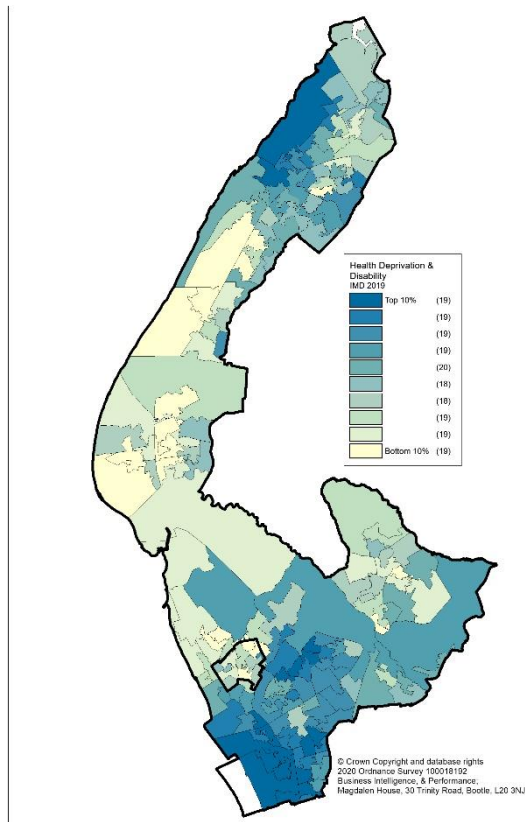 Health Deprivation &
Disability
IMD 2019
Top 10% (19)
(19)
(19)
(19)
(20)
(18)
(18)
(19)
(19)
Bottom 10% (19)
© Crown Copyright and database rights
2020 Ordnance Survey 100018192
Business Intelligence, & Performance,
Magdalen House, 30 Trinity Road, Bootle, L20 3NJ